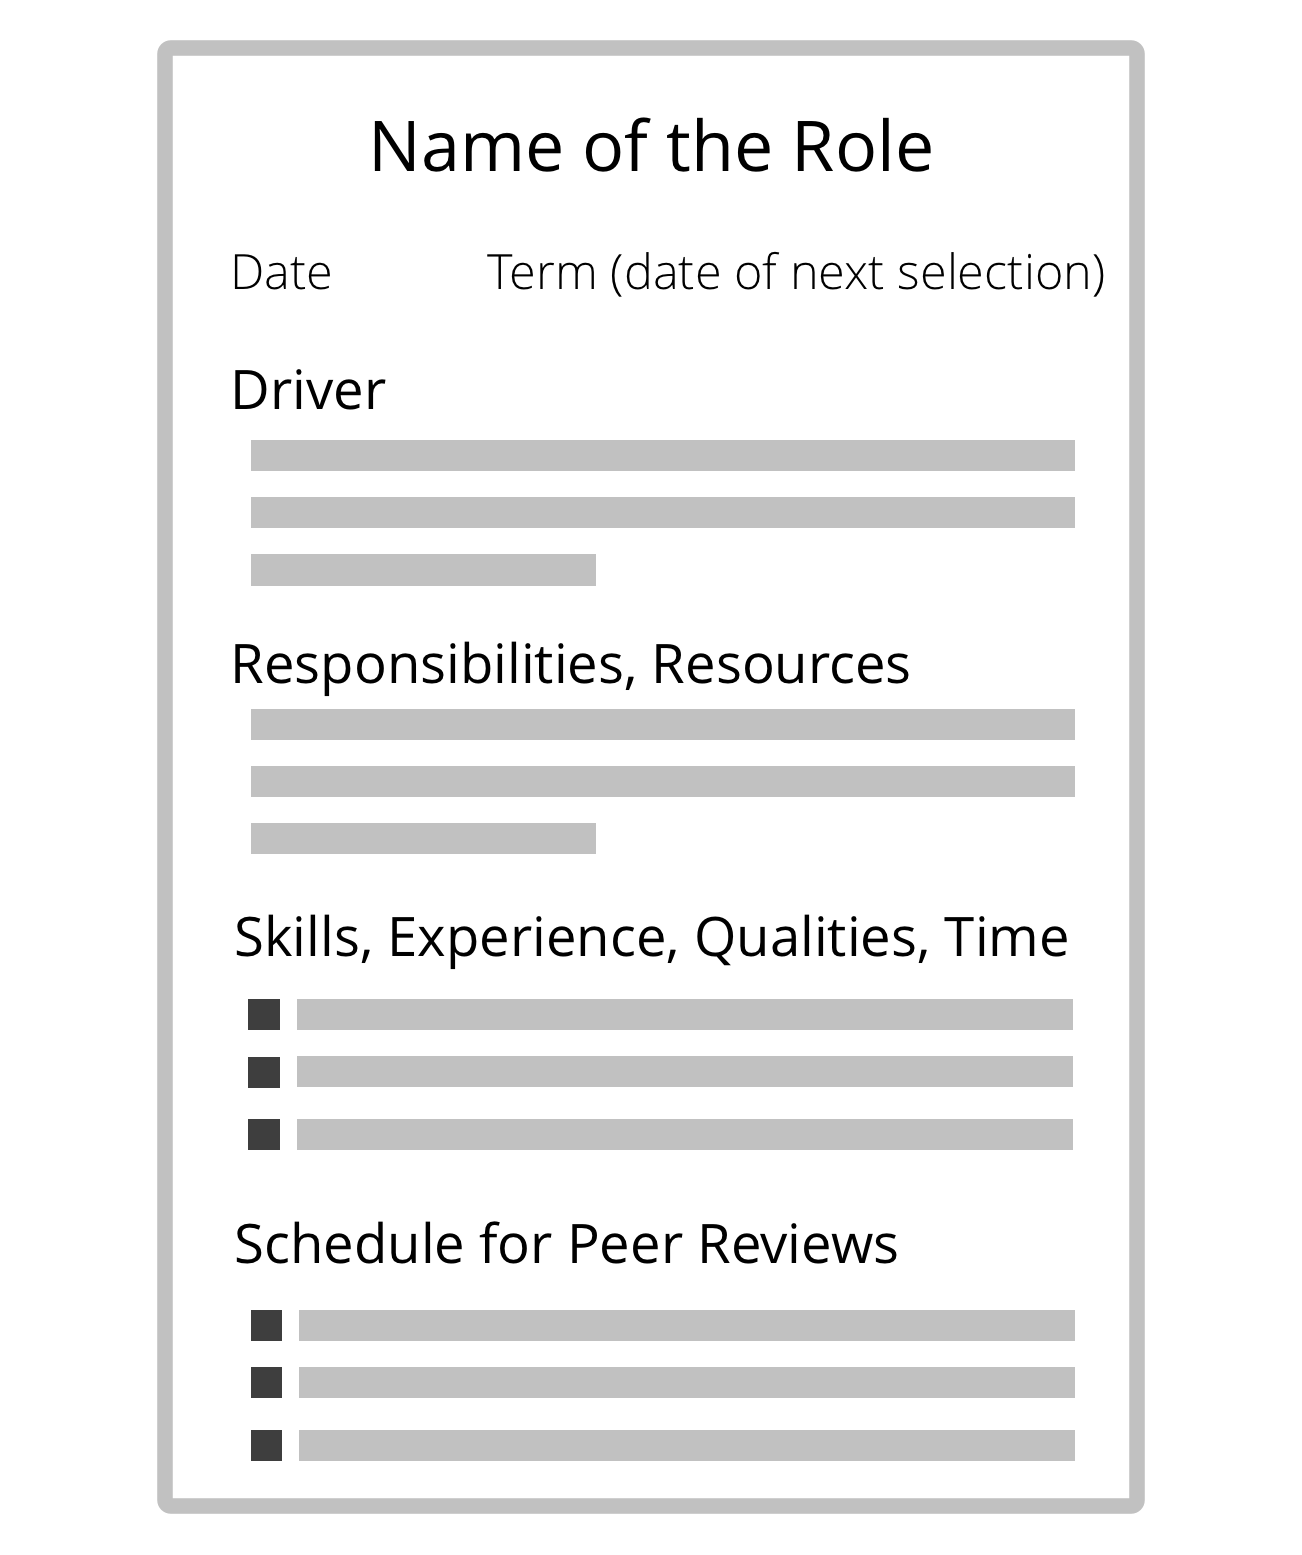 Name of the Role
Date Term (date of next selection)
Driver
Responsibilities, Resources
Skills, Experience, Qualities, Time
Schedule for Peer Reviews